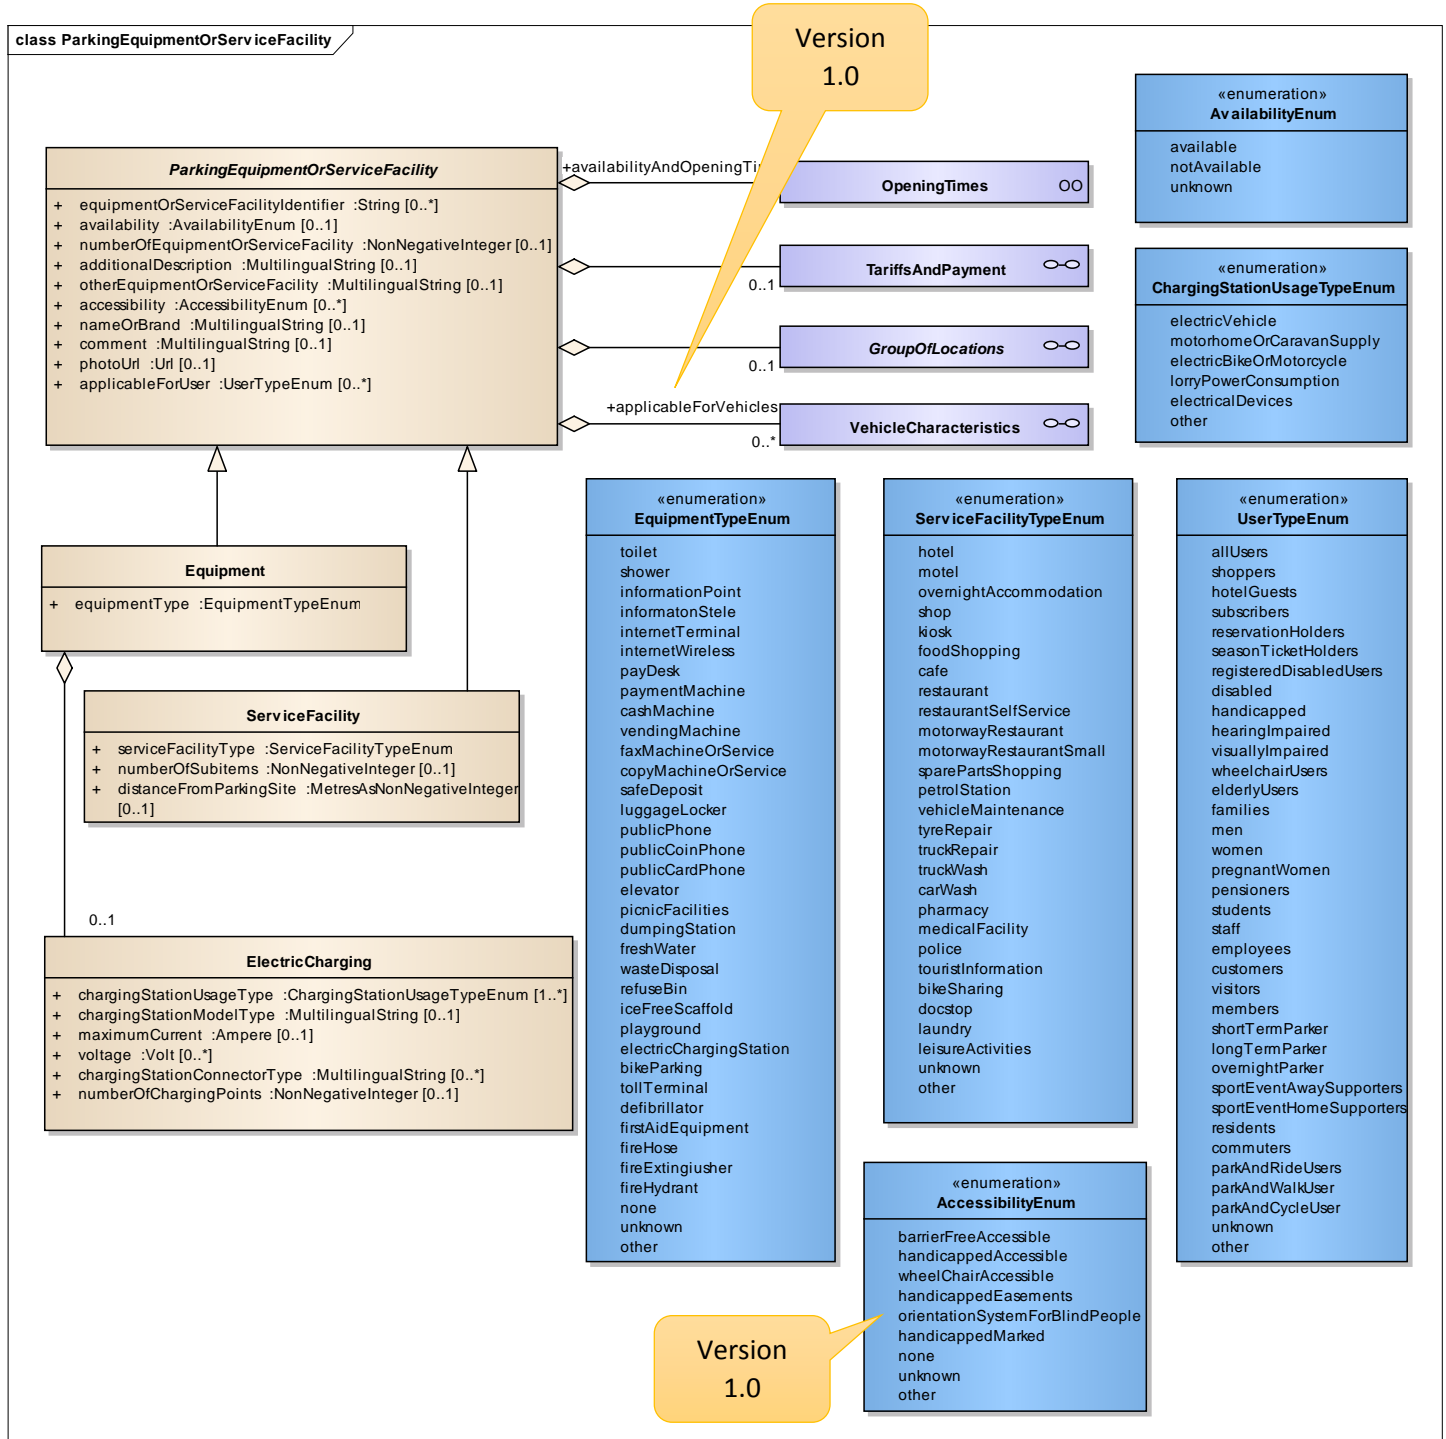 class ParkingEquipmentOrServiceFacility
Version
1.0
ParkingEquipmentOrServiceFacility
+ equipmentOrServiceFacilityIdentifier :String [0..*]
+ availability :AvailabilityEnum [0..1]
+ numberOfEquipmentOrServiceFacility :NonNegativeInteger [0..1]
+ additionalDescription :MultilingualString [0..1]
+ otherEquipmentOrServiceFacility :MultilingualString [0..1]
+ accessibility :AccessibilityEnum [0..*]
+ nameOrBrand :MultilingualString [0..1]
+ comment :MultilingualString [0..1]
+ photoUrl :Url [0..1]
+ applicableForUser :UserTypeEnum [0..*]
OpeningTimes
TariffsAndPayment
0..1
GroupOfLocations
0..1
+applicableForVehicles
VehicleCharacteristics
0..*
«enumeration»
AvailabilityEnum
available
notAvailable
unknown
«enumeration»
ChargingStationUsageTypeEnum
electricVehicle
motorhomeOrCaravanSupply
electricBikeOrMotorcycle
lorryPowerConsumption
electricalDevices
other
Equipment
+ equipmentType :EquipmentTypeEnum
ServiceFacility
+ serviceFacilityType :ServiceFacilityTypeEnum
+ numberOfSubitems :NonNegativeInteger [0..1]
+ distanceFromParkingSite :MetresAsNonNegativeInteger
[0..1]
0..1
ElectricCharging
+ chargingStationUsageType :ChargingStationUsageTypeEnum [1..*]
+ chargingStationModelType :MultilingualString [0..1]
+ maximumCurrent :Ampere [0..1]
+ voltage :Volt [0..*]
+ chargingStationConnectorType :MultilingualString [0..*]
+ numberOfChargingPoints :NonNegativeInteger [0..1]
«enumeration»
EquipmentTypeEnum
toilet
shower
informationPoint
informatonStele
internetTerminal
internetWireless
payDesk
paymentMachine
cashMachine
vendingMachine
faxMachineOrService
copyMachineOrService
safeDeposit
luggageLocker
publicPhone
publicCoinPhone
publicCardPhone
elevator
picnicFacilities
dumpingStation
freshWater
wasteDisposal
refuseBin
iceFreeScaffold
playground
electricChargingStation
bikeParking
tollTerminal
defibrillator
firstAidEquipment
fireHose
fireExtingiusher
fireHydrant
none
unknown
other
«enumeration»
ServiceFacilityTypeEnum
hotel
motel
overnightAccommodation
shop
kiosk
foodShopping
cafe
restaurant
restaurantSelfService
motorwayRestaurant
motorwayRestaurantSmall
sparePartsShopping
petrolStation
vehicleMaintenance
tyreRepair
truckRepair
truckWash
carWash
pharmacy
medicalFacility
police
touristInformation
bikeSharing
docstop
laundry
leisureActivities
unknown
other
«enumeration»
UserTypeEnum
allUsers
shoppers
hotelGuests
subscribers
reservationHolders
seasonTicketHolders
registeredDisabledUsers
disabled
handicapped
hearingImpaired
visuallyImpaired
wheelchairUsers
elderlyUsers
families
men
women
pregnantWomen
pensioners
students
staff
employees
customers
visitors
members
shortTermParker
longTermParker
overnightParker
sportEventAwaySupporters
sportEventHomeSupporters
residents
commuters
parkAndRideUsers
parkAndWalkUser
parkAndCycleUser
unknown
other
«enumeration»
AccessibilityEnum
barrierFreeAccessible
handicappedAccessible
wheelChairAccessible
handicappedEasements
orientationSystemForBlindPeople
handicappedMarked
none
unknown
other
Version
1.0